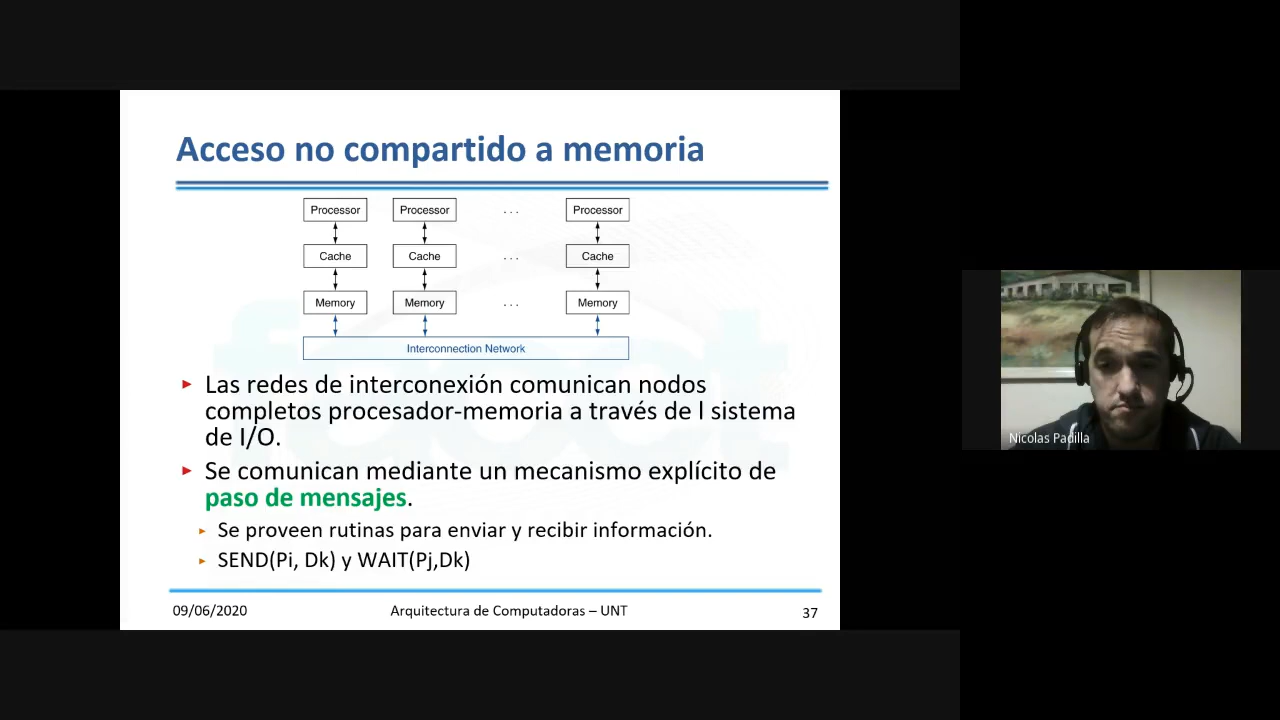 Acceso no compartido a memoria
Processor Processor ... Processor
Cache Cache ... Cache
Memory Memory ... Memory
Interconnection Network
Las redes de interconexión comunican nodos
completos procesador-memoria a través de l sistema
de I/O.
Se comunican mediante un mecanismo explícito de
paso de mensajes.
Se proveen rutinas para enviar y recibir información.
SEND(Pi, Dk) y WAIT(Pj,Dk)
09/06/2020 Arquitectura de Computadoras – UNT 37
Nicolas Padilla